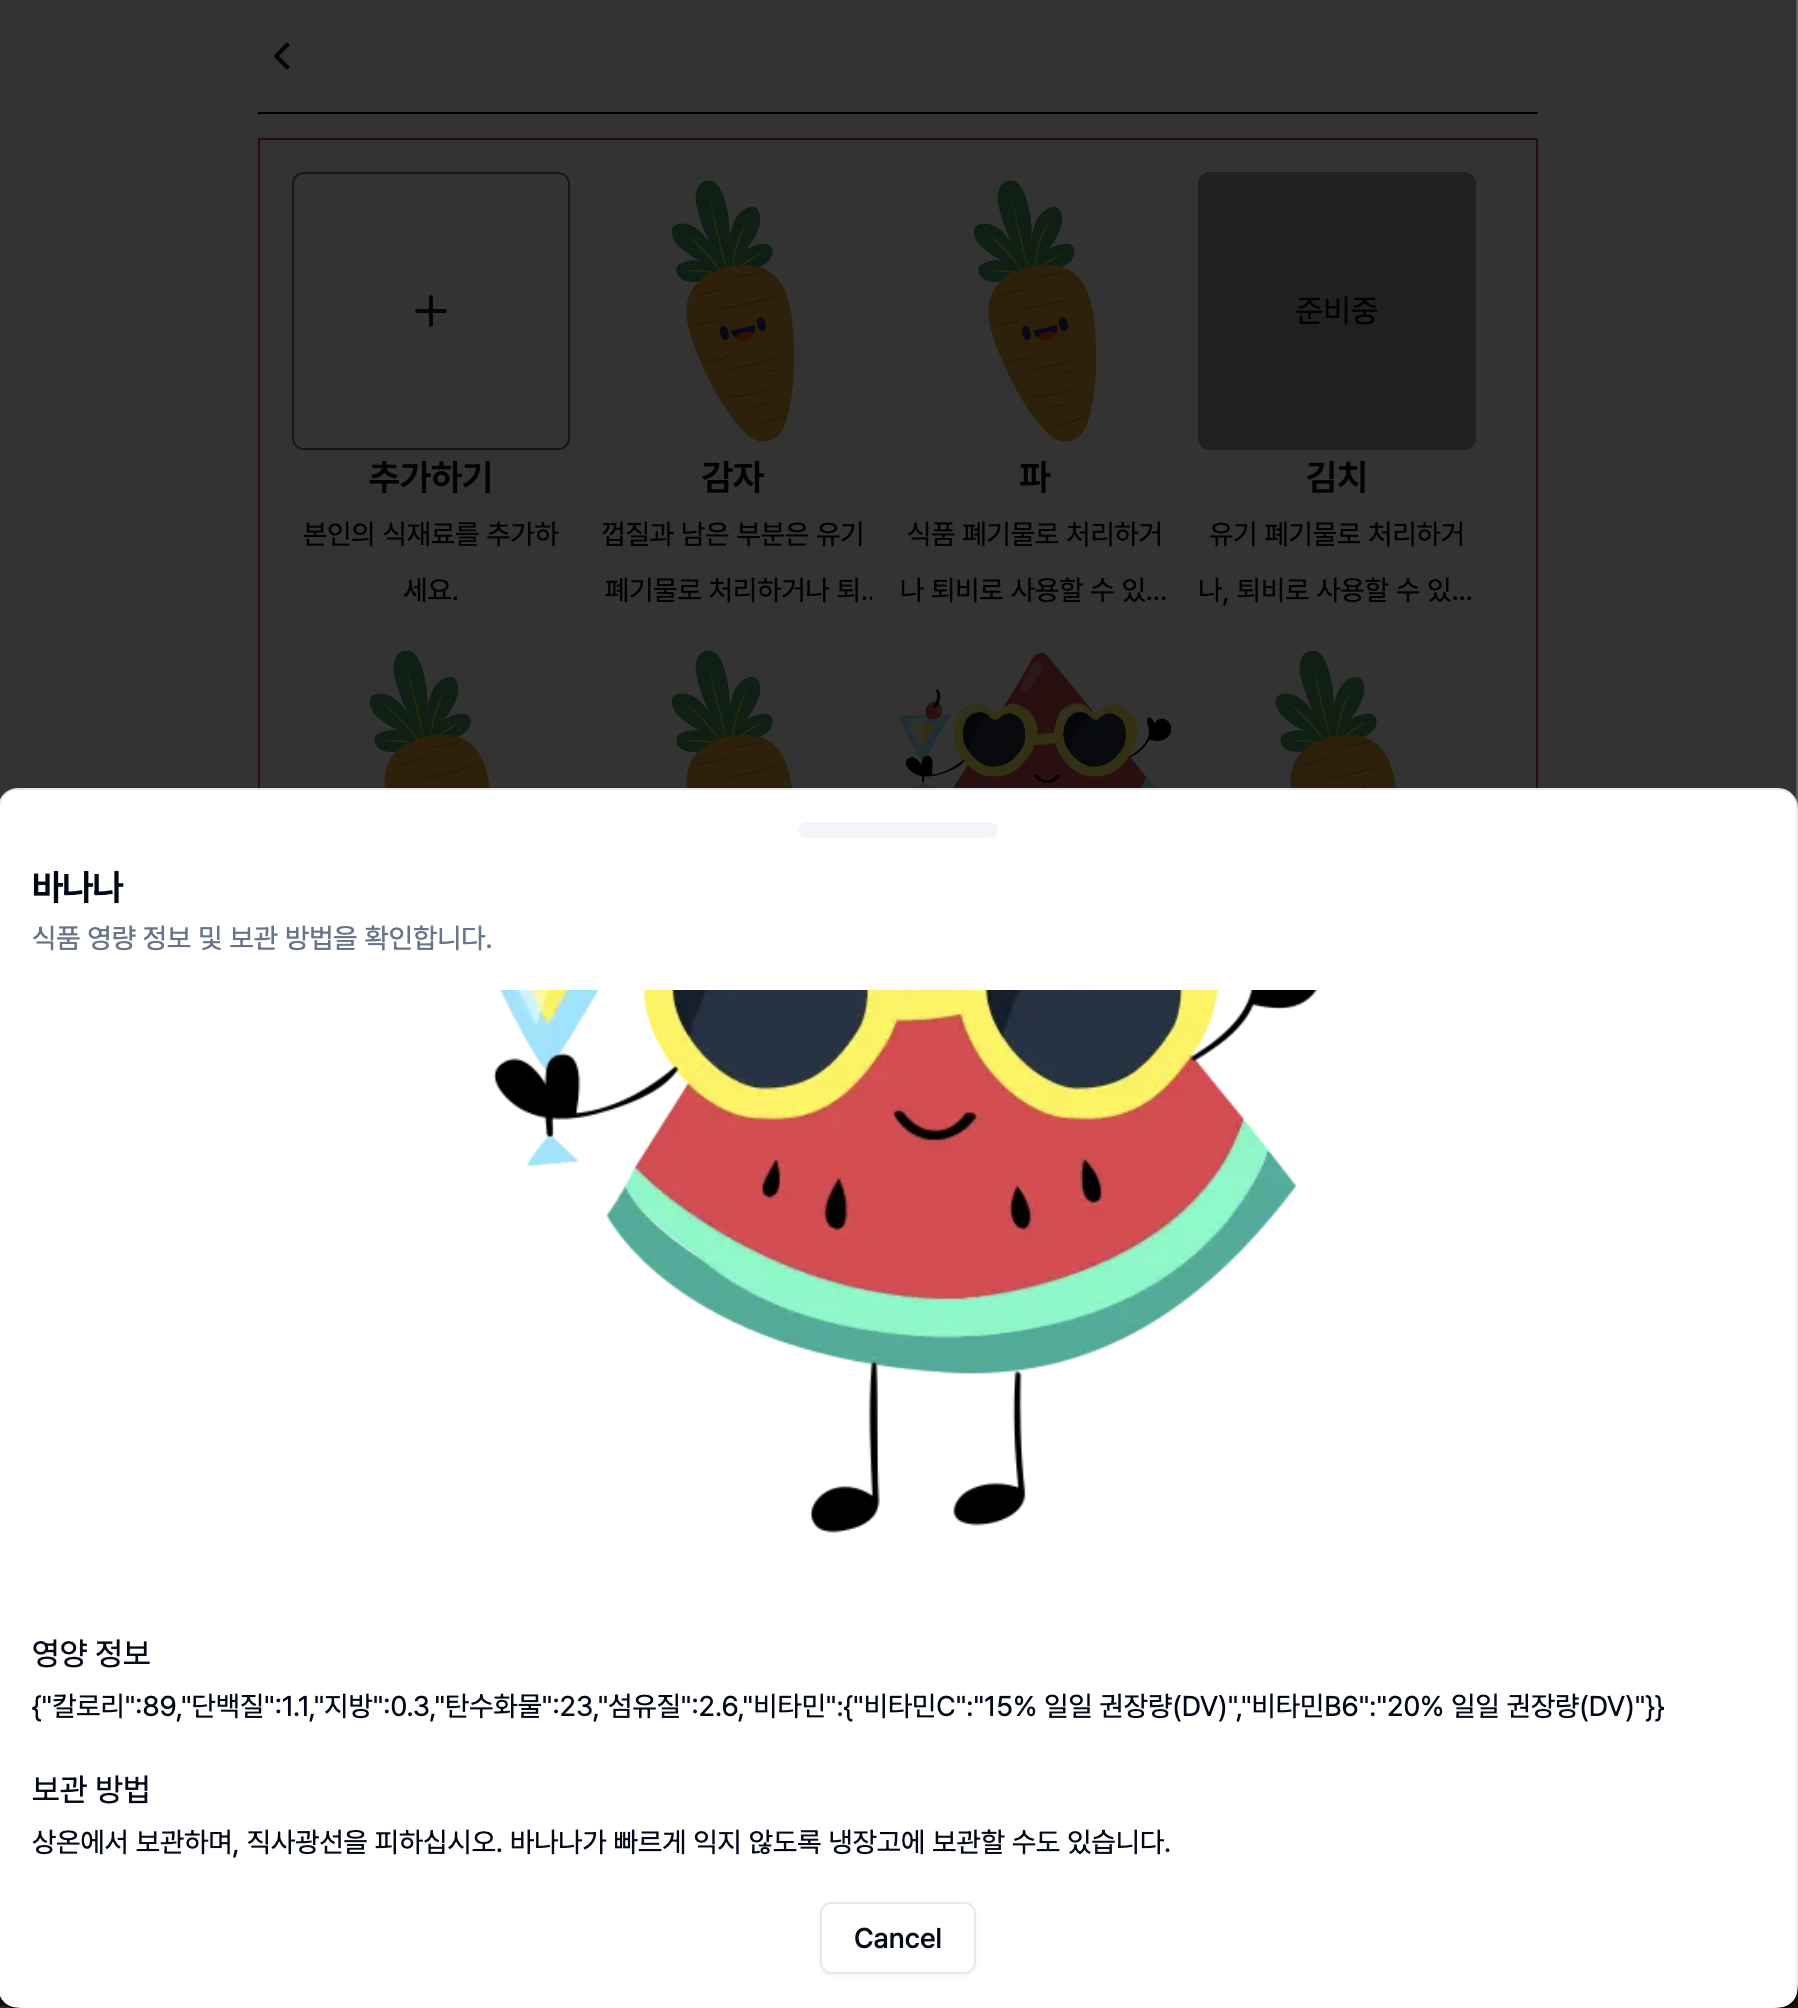 준비중
추가하기
감자
파
김치
본인의 식재료를 추가하
세요.
껍질과 남은 부분은 유기
폐기물로 처리하거나 퇴..
식품 폐기물로 처리하거
나 퇴비로 사용할 수 있...
유기 폐기물로 처리하거
나, 퇴비로 사용할 수 있...
바나나
식품 영량 정보 및 보관 방법을 확인합니다.
영양 정보
{"칼로리":89,"단백질":1.1,"지방":0.3,"탄수화물":23,"섬유질":2.6,"비타민":{"비타민C":"15% 일일 권장량(DV)","비타민B6":"20% 일일 권장량(DV)"}}
보관 방법
상온에서 보관하며, 직사광선을 피하십시오. 바나나가 빠르게 익지 않도록 냉장고에 보관할 수도 있습니다.
Cancel